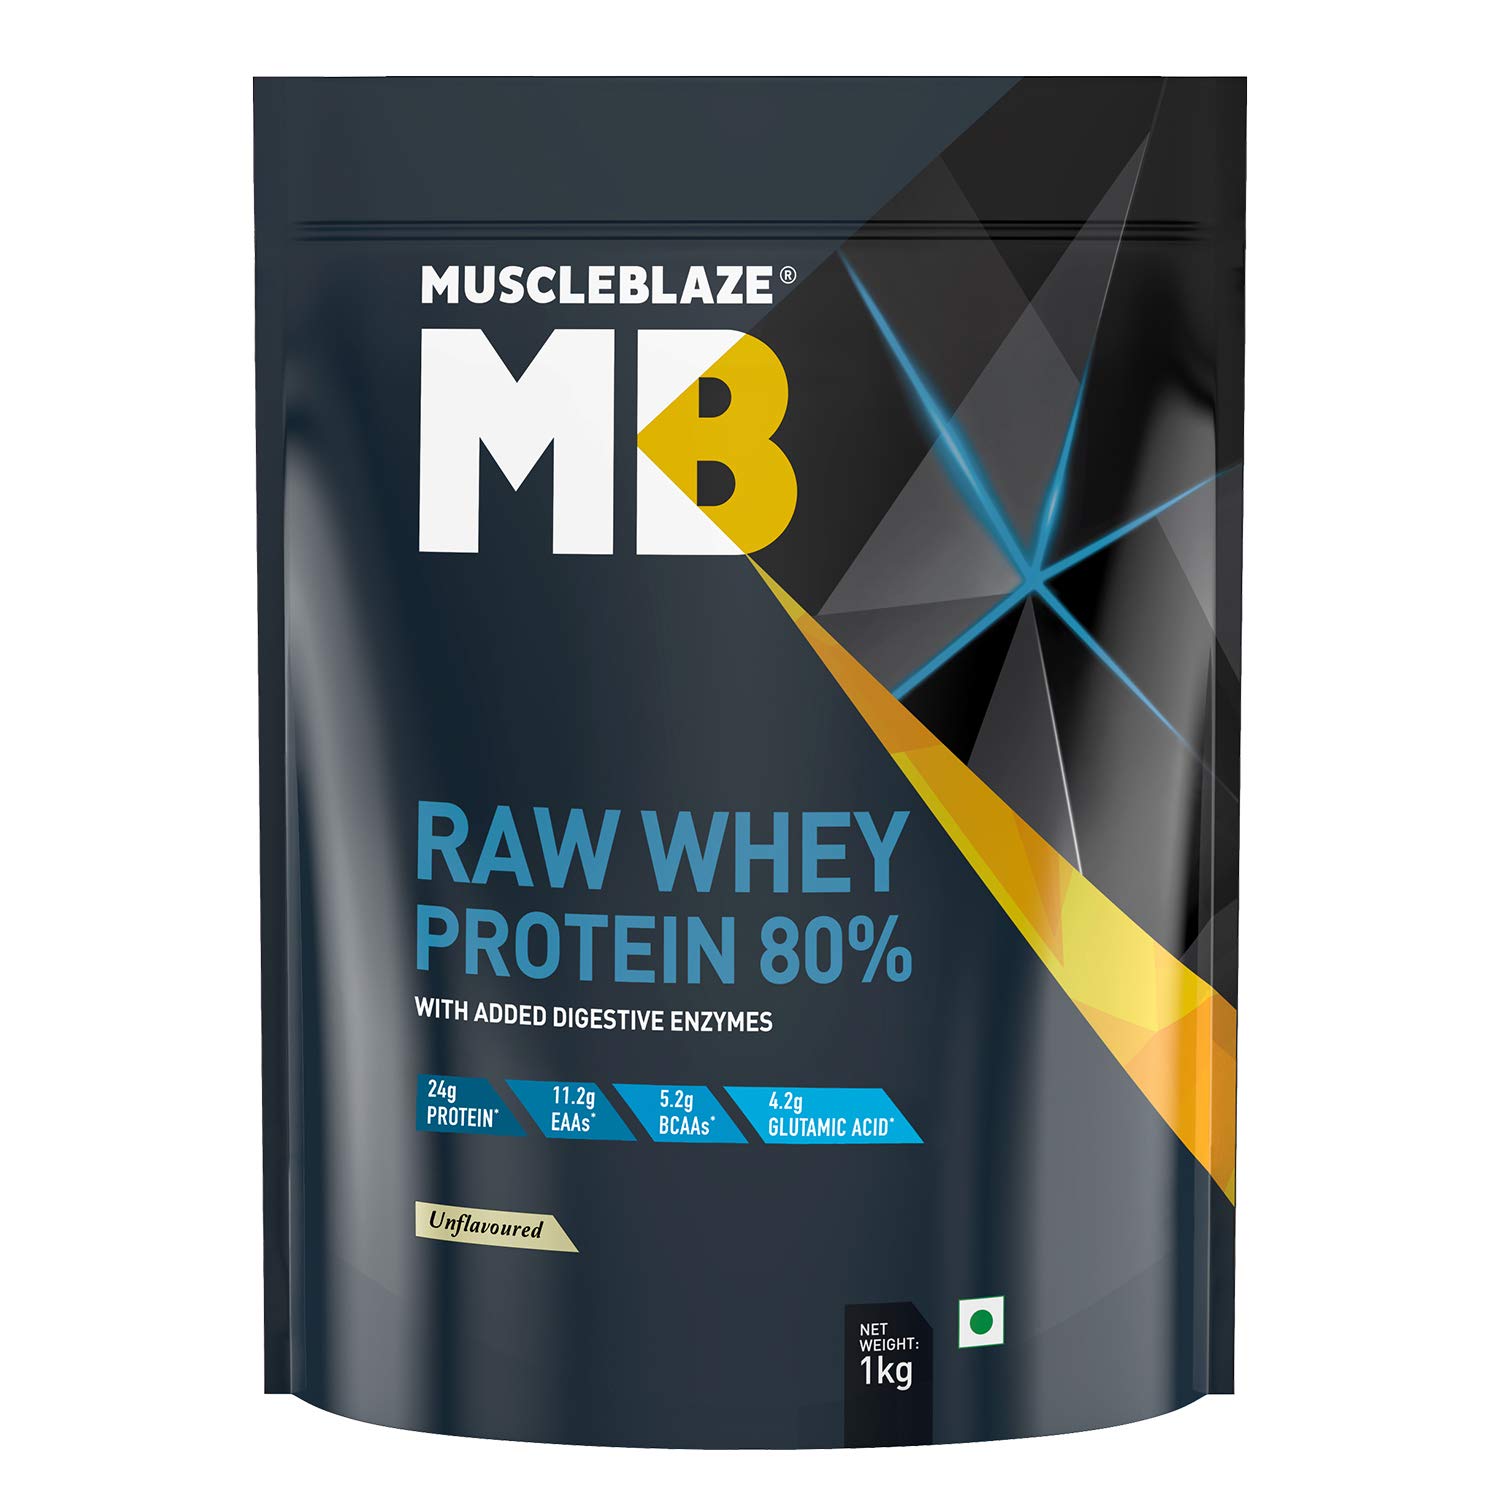 MUSCLEBLAZE®
MB
RAW WHEY
PROTEIN 80%
WITH ADDED DIGESTIVE ENZYMES
24g
PROTEIN*
11.2g
EAAs*
5.2g
BCAAs*
4.2g
GLUTAMIC ACID*
Unflavoured
NET
WEIGHT:
1kg